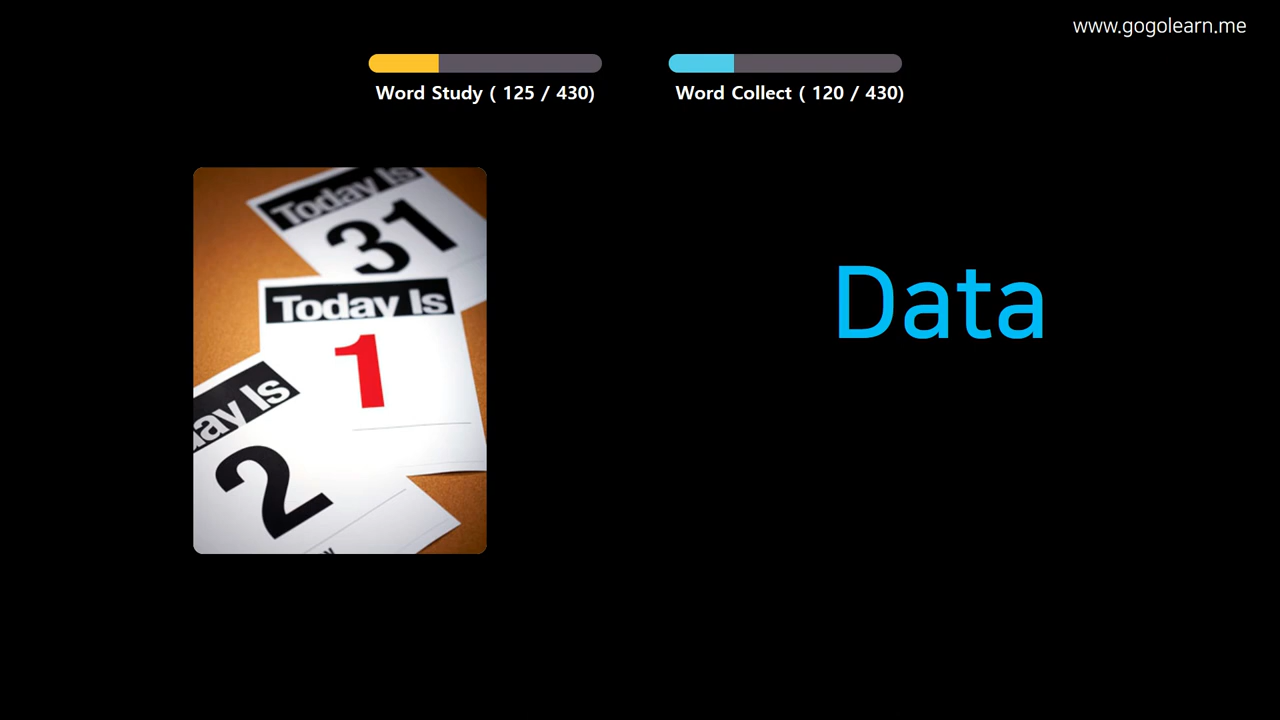 www.gogolearn.me
Word Study ( 125 / 430)
Word Collect ( 120 / 430)
Today Is
31
Today Is
1
ay Is
2
Data